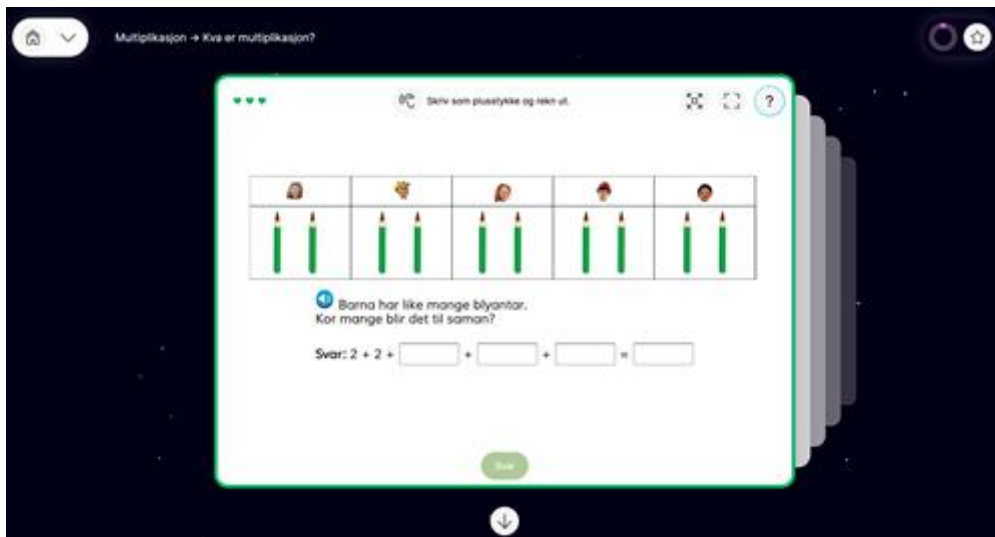 Multiplikasjon → Kva er multiplikasjon?
Skriv som plusstykke og rekn ut.
?
Barna har like mange blyantar.
Kor mange blir det til saman?
Svar: 2 + 2 + + + =
Svar